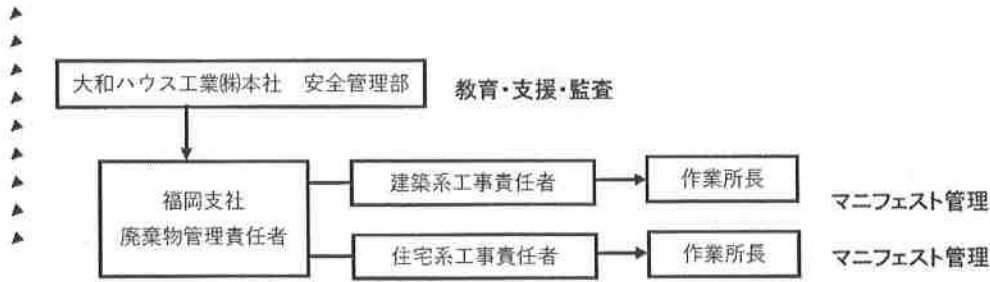 大和ハウス工業㈱本社　安全管理部
教育・支援・監査
福岡支社
廃棄物管理責任者
建築系工事責任者
作業所長
マニフェスト管理
住宅系工事責任者
作業所長
マニフェスト管理